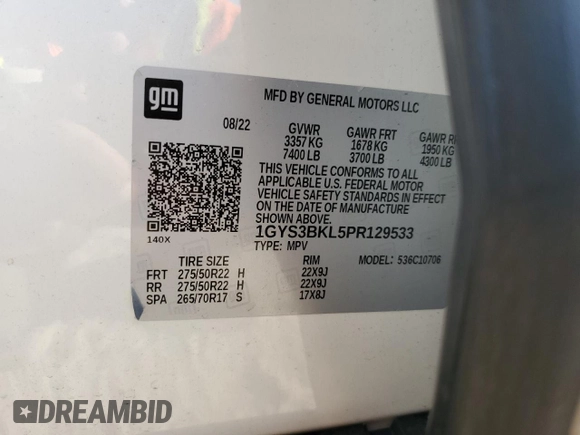 gm
MFD BY GENERAL MOTORS LLC
08/22 GVWR GAWR FRT GAWR
3357 KG 1678 KG 1950 KG
7400 LB 3700 LB 4300 LB
THIS VEHICLE CONFORMS TO ALL
APPLICABLE U.S. FEDERAL MOTOR
VEHICLE SAFETY STANDARDS IN EFFECT
ON THE DATE OF MANUFACTURE
SHOWN ABOVE.
140X
1GYS3BKL5PR129533
TYPE: MPV MODEL: 536C10706
TIRE SIZE RIM
FRT 275/50R22 H 22X9J
RR 275/50R22 H 22X9J
SPA 265/70R17 S 17X8J
DREAMBID